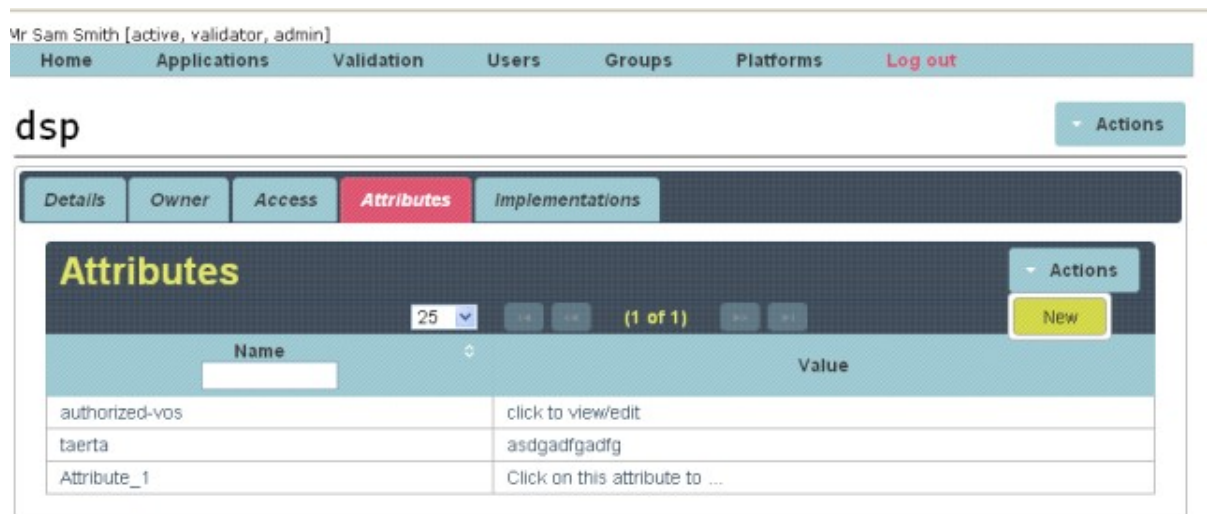 Mr Sam Smith [active, validator, admin]
Home Applications Validation Users Groups Platforms Log out
dsp Actions
Details Owner Access Attributes Implementations
Attributes Actions
25 (1 of 1) New
Name Value
authorized-vos click to view/edit
taerta asdgadfgadfg
Attribute_1 Click on this attribute to ...